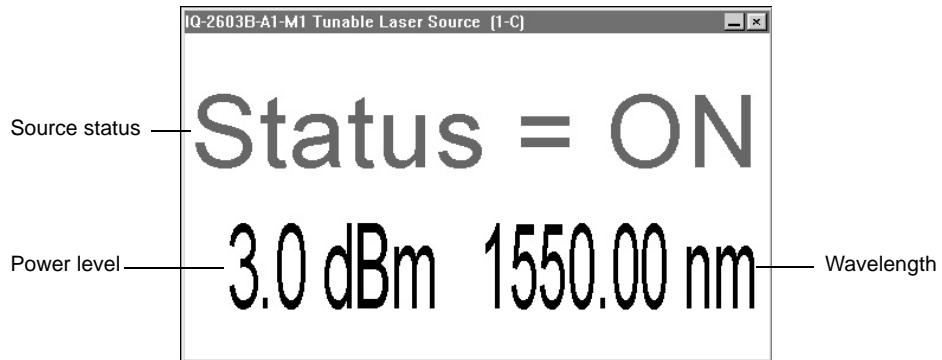 IQ-2603B-A1-M1 Tunable Laser Source (1-C)
Source status
Status = ON
Power level
3.0 dBm 1550.00 nm
Wavelength